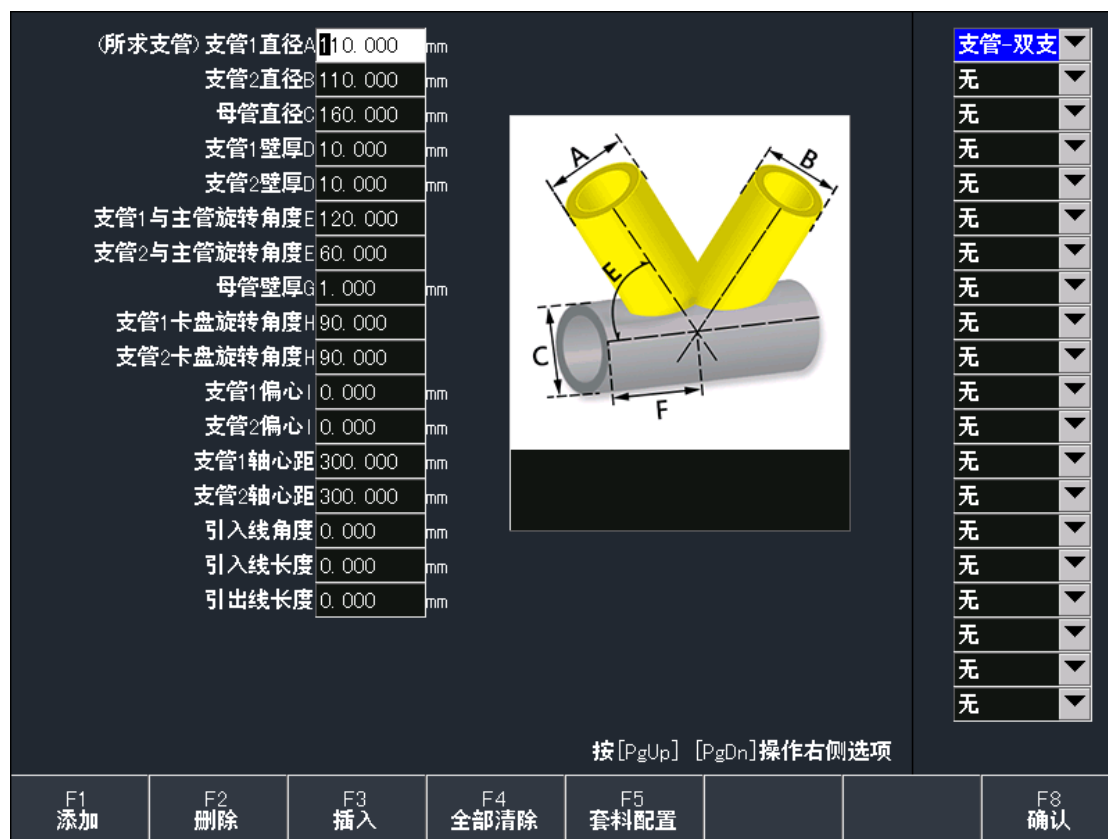 (所求支管)支管1直径A 110.000 mm 支管-双支
支管2直径B 110.000 mm 无
母管直径C 160.000 mm 无
支管1壁厚D 10.000 mm 无
支管2壁厚D 10.000 mm 无
支管1与主管旋转角度E 120.000 无
支管2与主管旋转角度E 60.000 无
母管壁厚G 1.000 mm 无
支管1卡盘旋转角度H 90.000 无
支管2卡盘旋转角度H 90.000 无
支管1偏心I 0.000 mm 无
支管2偏心I 0.000 mm 无
支管1轴心距 300.000 mm 无
支管2轴心距 300.000 mm 无
引入线角度 0.000 mm 无
引入线长度 0.000 mm 无
引出线长度 0.000 mm 无
无
无
无
A
B
E
C
F
按[PgUp] [PgDn]操作右侧选项
F1 F2 F3 F4 F5 F8
添加 删除 插入 全部清除 套料配置 确认